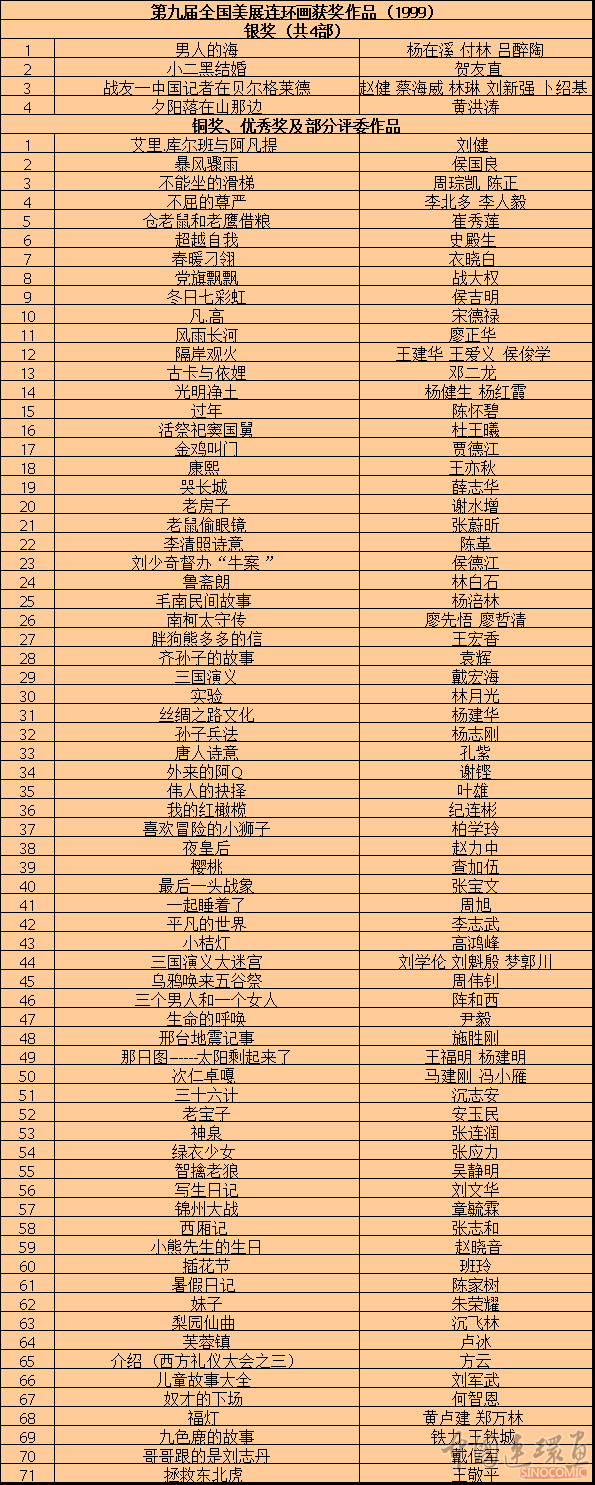 第九届全国美展连环画获奖作品（1999）
银奖（共4部）
1 男人的海 杨在溪 付林 吕醉陶
2 小二黑结婚 贺友直
3 战友一中国记者在贝尔格莱德 赵健 蔡海威 林琳 刘新强 卜绍基
4 夕阳落在山那边 黄洪涛
铜奖、优秀奖及部分评委作品
1 艾里.库尔班与阿凡提 刘健
2 暴风骤雨 侯国良
3 不能坐的滑梯 周琮凯 陈正
4 不屈的尊严 李北多 李人毅
5 仓老鼠和老鹰借粮 崔秀莲
6 超越自我 史殿生
7 春暖刁翎 衣晓白
8 党旗飘飘 战大权
9 冬日七彩虹 侯吉明
10 凡.高 宋德禄
11 风雨长河 廖正华
12 隔岸观火 王建华 王爱义 侯俊学
13 古卡与依娌 邓二龙
14 光明净土 杨健生 杨红霞
15 过年 陈怀碧
16 活祭祀窦国舅 杜王曦
17 金鸡叫门 贾德江
18 康熙 王亦秋
19 哭长城 薛志华
20 老房子 谢水增
21 老鼠偷眼镜 张蔚昕
22 李清照诗意 陈革
23 刘少奇督办“牛案 ” 侯德江
24 鲁斋朗 林白石
25 毛南民间故事 杨涪林
26 南柯太守传 廖先悟 廖哲清
27 胖狗熊多多的信 王宏香
28 齐孙子的故事 袁辉
29 三国演义 戴宏海
30 实验 林月光
31 丝绸之路文化 杨建华
32 孙子兵法 杨志刚
33 唐人诗意 孔紫
34 外来的阿Q 谢铿
35 伟人的抉择 叶雄
36 我的红橄榄 纪连彬
37 喜欢冒险的小狮子 柏学玲
38 夜皇后 赵力中
39 樱桃 查加伍
40 最后一头战象 张宝文
41 一起睡着了 周旭
42 平凡的世界 李志武
43 小桔灯 高鸿峰
44 三国演义大迷宫 刘学伦 刘魁殷 梦郭川
45 乌鸦唤来五谷祭 周伟钊
46 三个男人和一个女人 阵和西
47 生命的呼唤 尹毅
48 邢台地震记事 施胜刚
49 那日图-----太阳剩起来了 王福明 杨建明
50 次仁卓嘎 马建刚 冯小雁
51 三十六计 沉志安
52 老宝子 安玉民
53 神泉 张连润
54 绿衣少女 张应力
55 智擒老狼 吴静明
56 写生日记 刘文华
57 锦州大战 章毓霖
58 西厢记 张志和
59 小熊先生的生日 赵晓音
60 插花节 班玲
61 暑假日记 陈家树
62 妹子 朱荣耀
63 梨园仙曲 沉飞林
64 芙蓉镇 卢冰
65 介绍（西方礼仪大会之三） 方云
66 儿童故事大全 刘军武
67 奴才的下场 何智恩
68 福灯 黄卢建 郑万林
69 九色鹿的故事 铁九 王铁城
70 哥哥跟的是刘志丹 戴信军
71 拯救东北虎 王敬平
中国连環画
SINOCOMIC